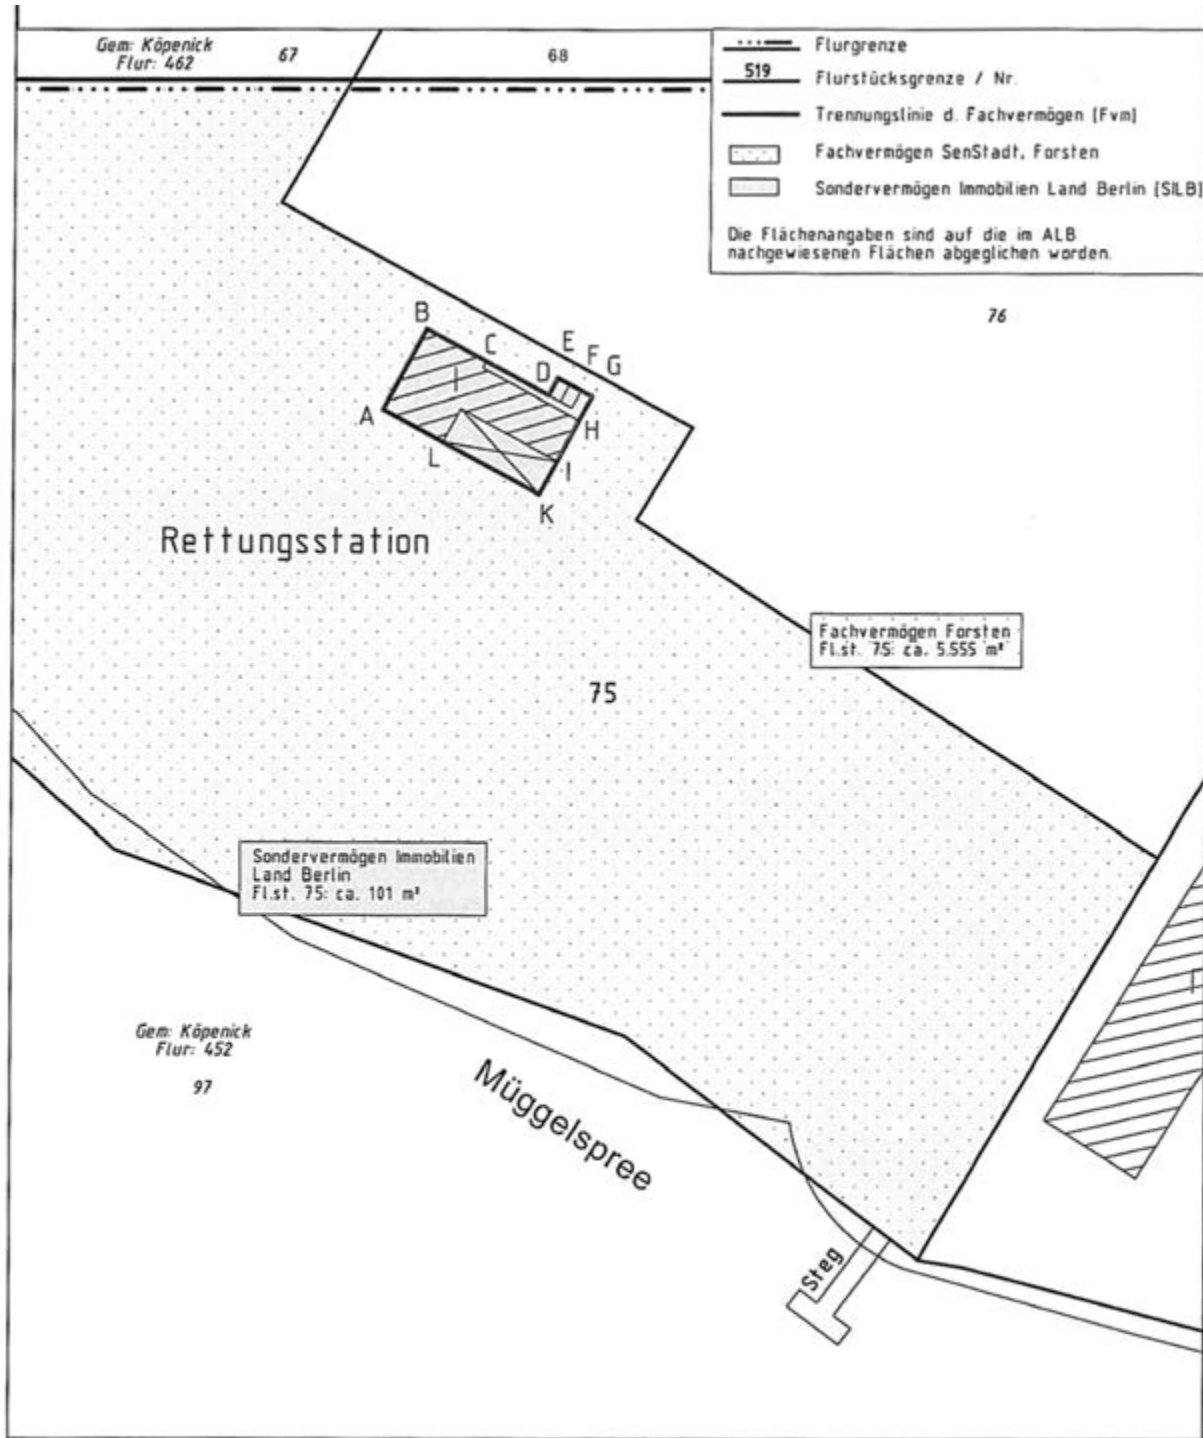 Gem: Köpenick
Flur: 462
67
68
Flurgrenze
519
Flurstücksgrenze / Nr.
Trennungslinie d. Fachvermögen (Fvm)
Fachvermögen SenStadt, Forsten
Sondervermögen Immobilien Land Berlin (SILB)
Die Flächenangaben sind auf die im ALB
nachgewiesenen Flächen abgeglichen worden.
76
B
C
E
F
G
D
I
A
H
L
I
K
Rettungsstation
Fachvermögen Forsten
Fl.st. 75: ca. 5.555 m²
75
Sondervermögen Immobilien
Land Berlin
Fl.st. 75: ca. 101 m²
I
Gem: Köpenick
Flur: 452
97
Müggelspree
Steg